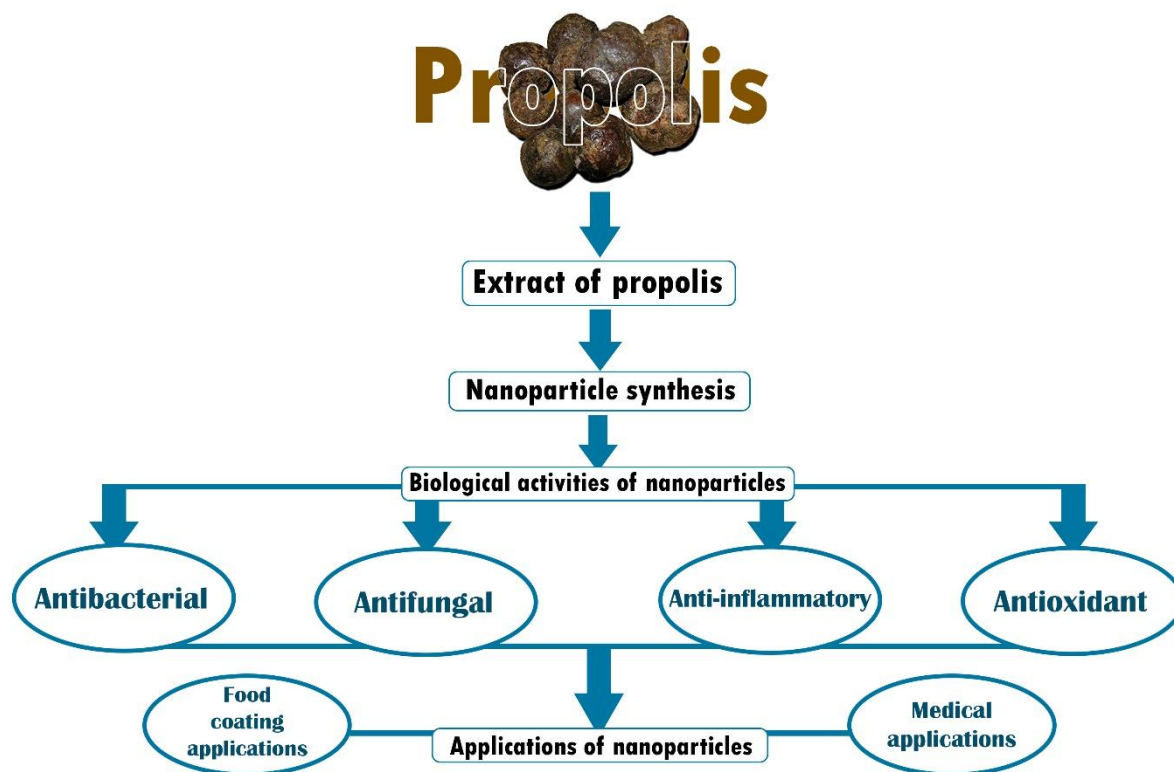 Propolis
Extract of propolis
Nanoparticle synthesis
Biological activities of nanoparticles
Antibacterial
Antifungal
Anti-inflammatory
Antioxidant
Food
coating
applications
Medical
applications
Applications of nanoparticles